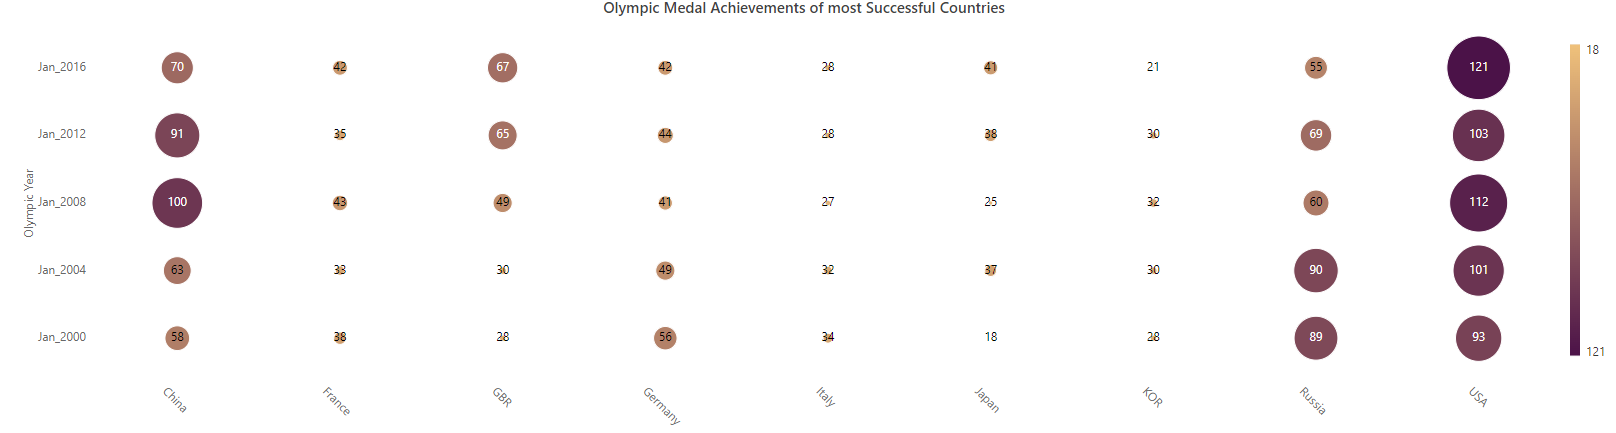 Olympic Medal Achievements of most Successful Countries
Olympic Year
Jan_2016 70 42 67 42 28 41 21 55 121
Jan_2012 91 35 65 44 28 38 30 69 103
Jan_2008 100 43 49 41 27 25 32 60 112
Jan_2004 63 33 30 49 32 37 30 90 101
Jan_2000 58 38 28 56 34 18 28 89 93
China France GBR Germany Italy Japan KOR Russia USA
18
121